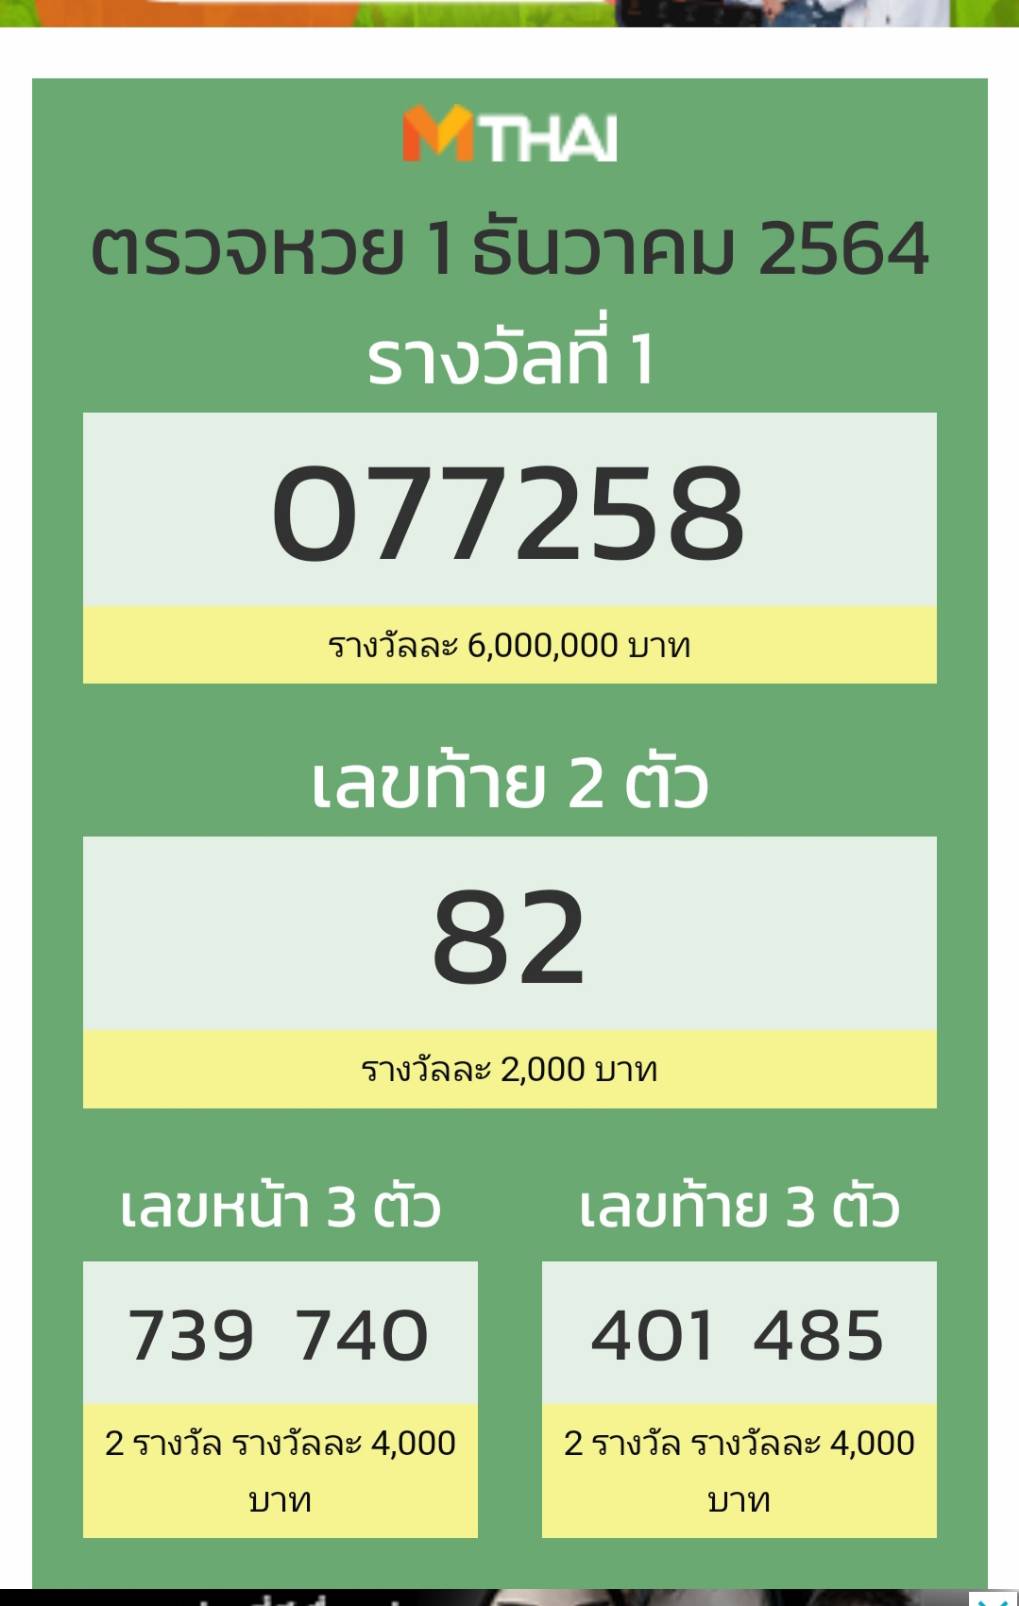 MTHAI
ตรวจหวย 1 ธันวาคม 2564
รางวัลที่ 1
077258
รางวัลละ 6,000,000 บาท
เลขท้าย 2 ตัว
82
รางวัลละ 2,000 บาท
เลขหน้า 3 ตัว
739 740
2 รางวัล รางวัลละ 4,000
บาท
เลขท้าย 3 ตัว
401 485
2 รางวัล รางวัลละ 4,000
บาท